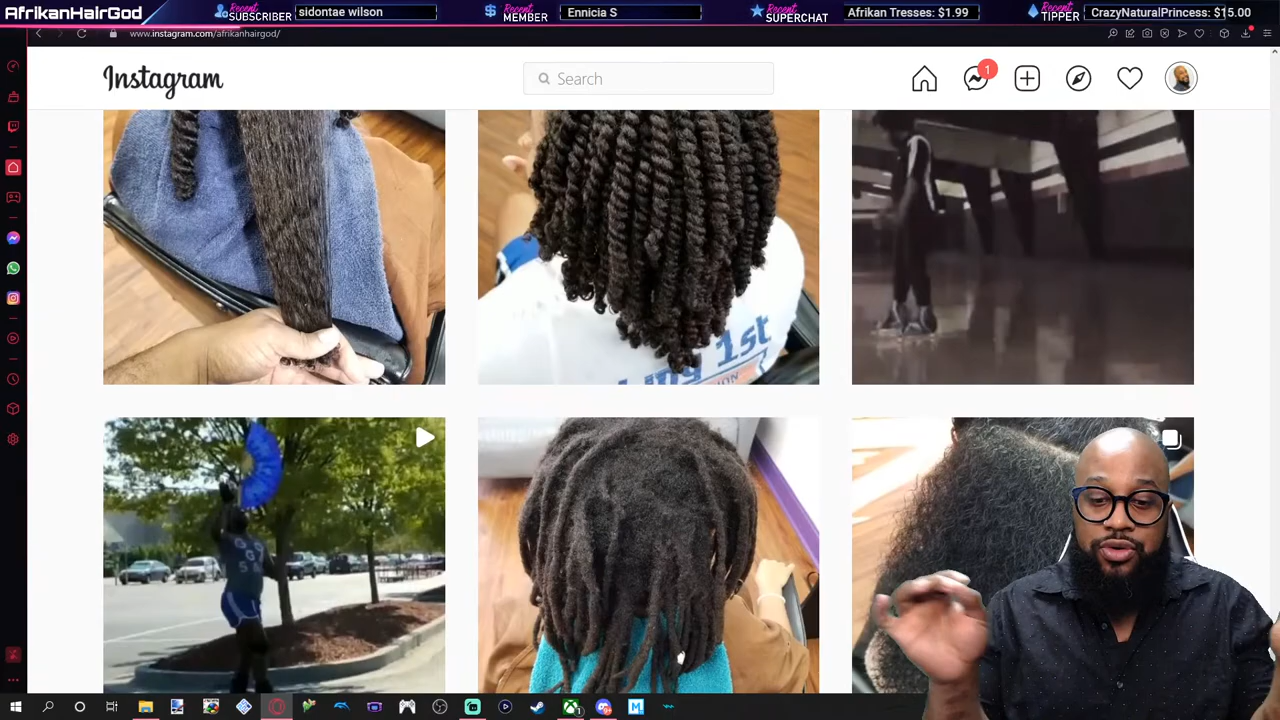 AfrikanHairGod
Recent SUBSCRIBER
sidontae wilson
Recent MEMBER
Ennicia S
Recent SUPERCHAT
Afrikan Tresses: $1.99
Recent TIPPER
CrazyNaturalPrincess: $15.00
www.instagram.com/afrikanhairgod/
Instagram
Search
1
1st